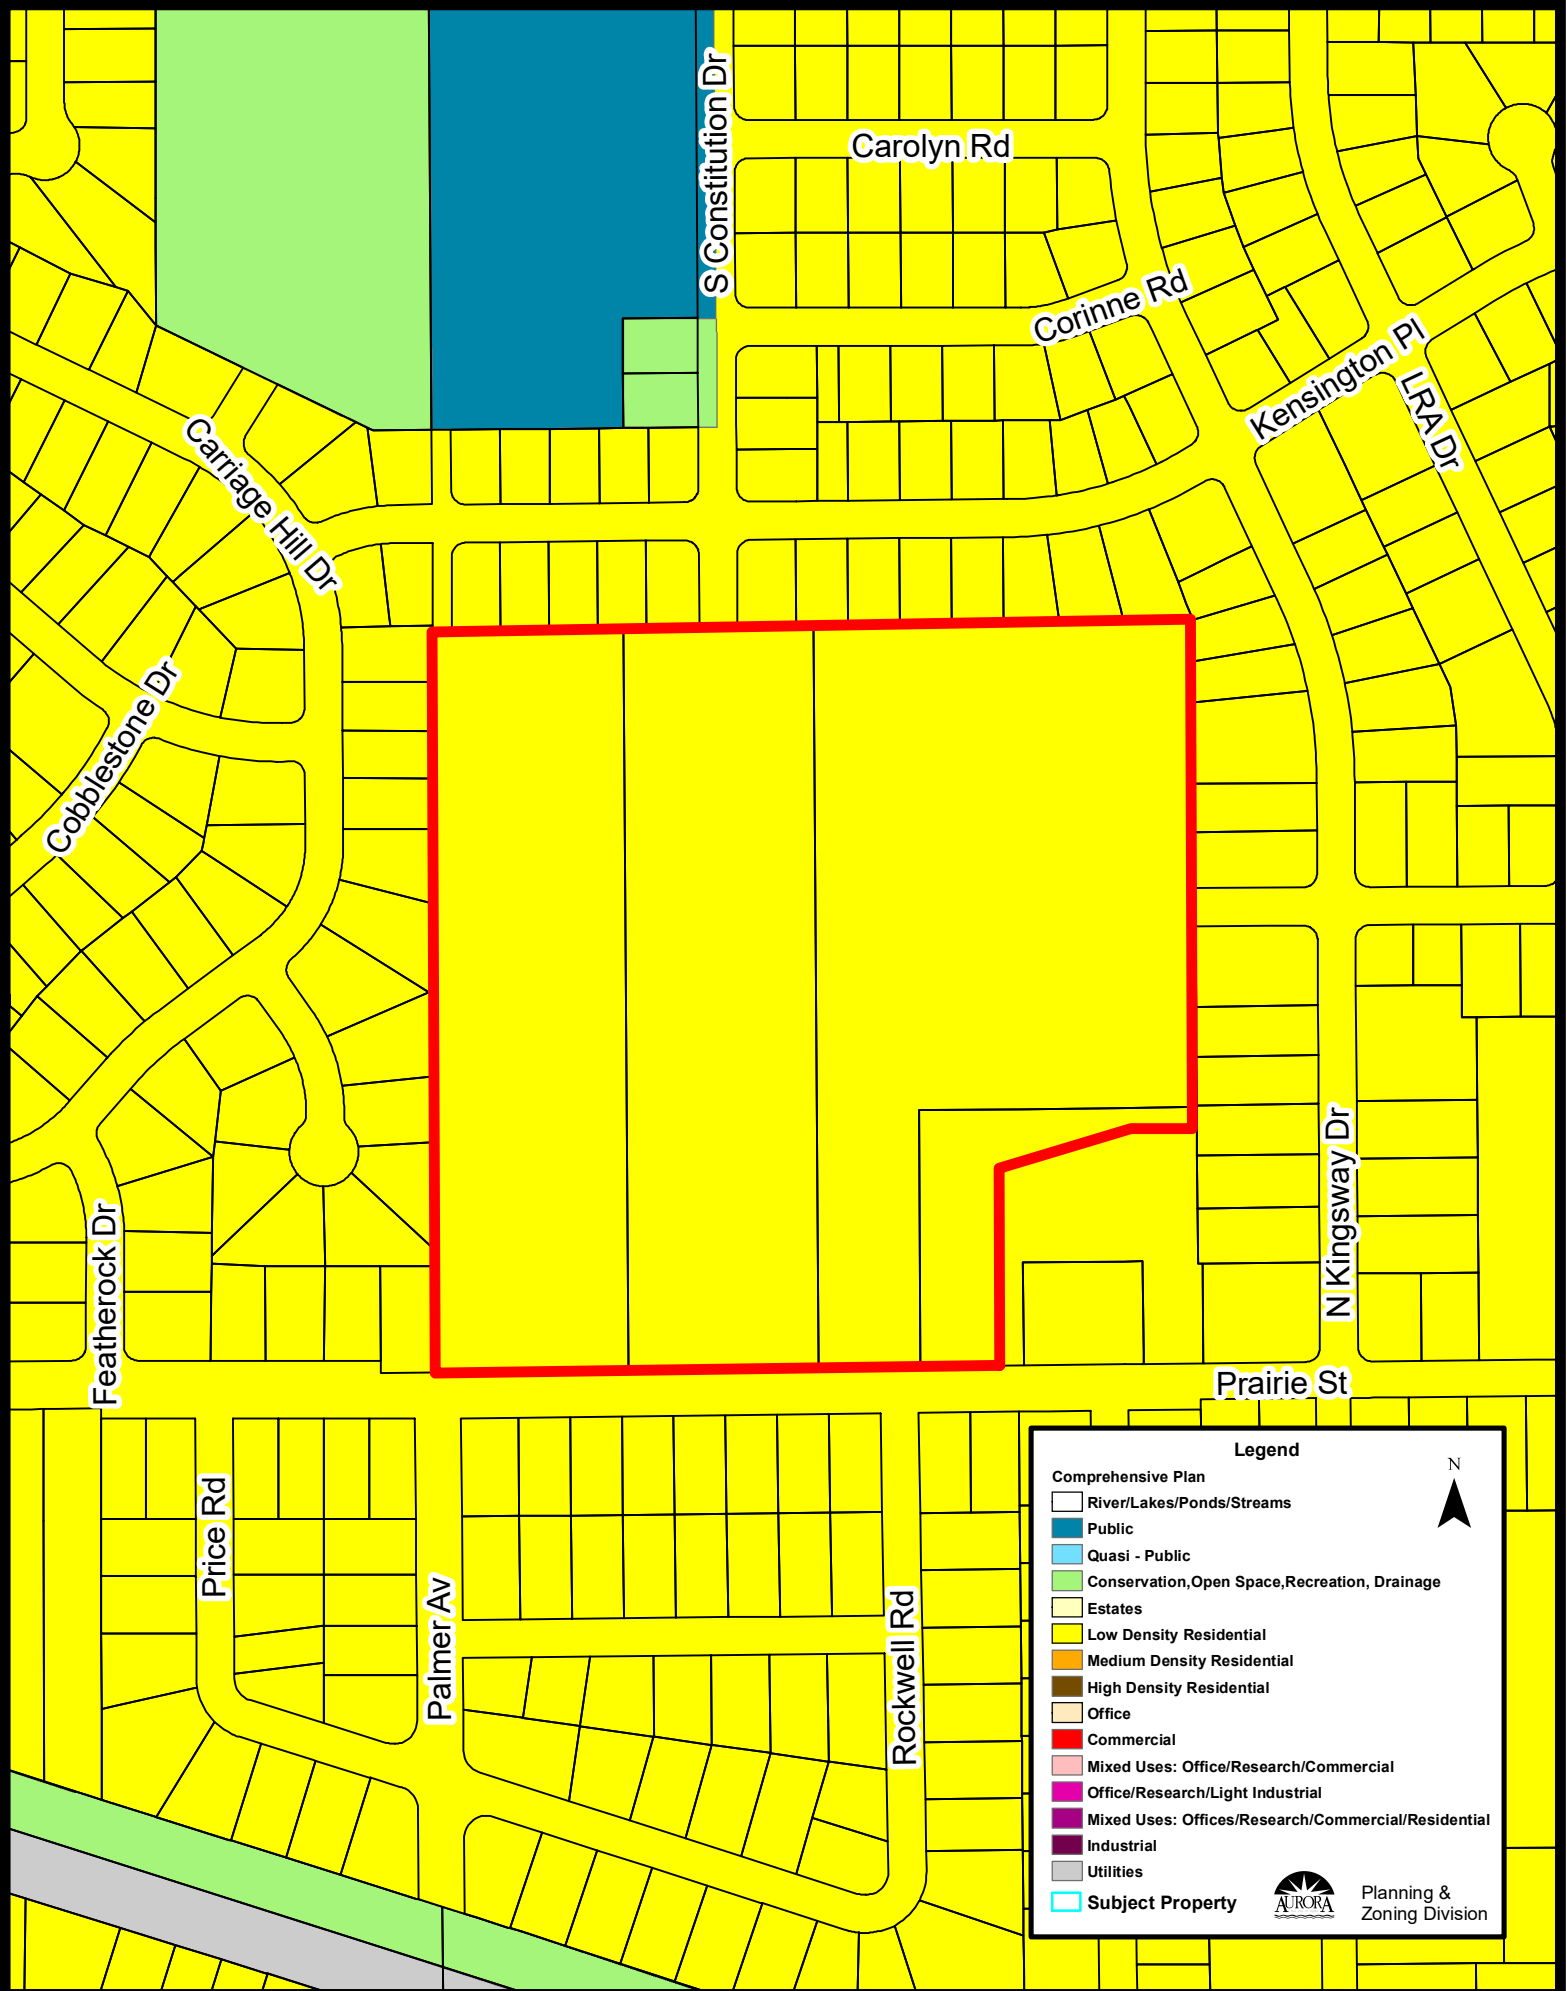 S Constitution Dr
Carolyn Rd
Corinne Rd
Kensington Pl
LRA Dr
Carriage Hill Dr
Cobblestone Dr
N Kingsway Dr
Featherock Dr
Prairie St
Price Rd
Palmer Av
Rockwell Rd
Legend
N
Comprehensive Plan
River/Lakes/Ponds/Streams
Public
Quasi - Public
Conservation,Open Space,Recreation, Drainage
Estates
Low Density Residential
Medium Density Residential
High Density Residential
Office
Commercial
Mixed Uses: Office/Research/Commercial
Office/Research/Light Industrial
Mixed Uses: Offices/Research/Commercial/Residential
Industrial
Utilities
Subject Property
AURORA
Planning &
Zoning Division